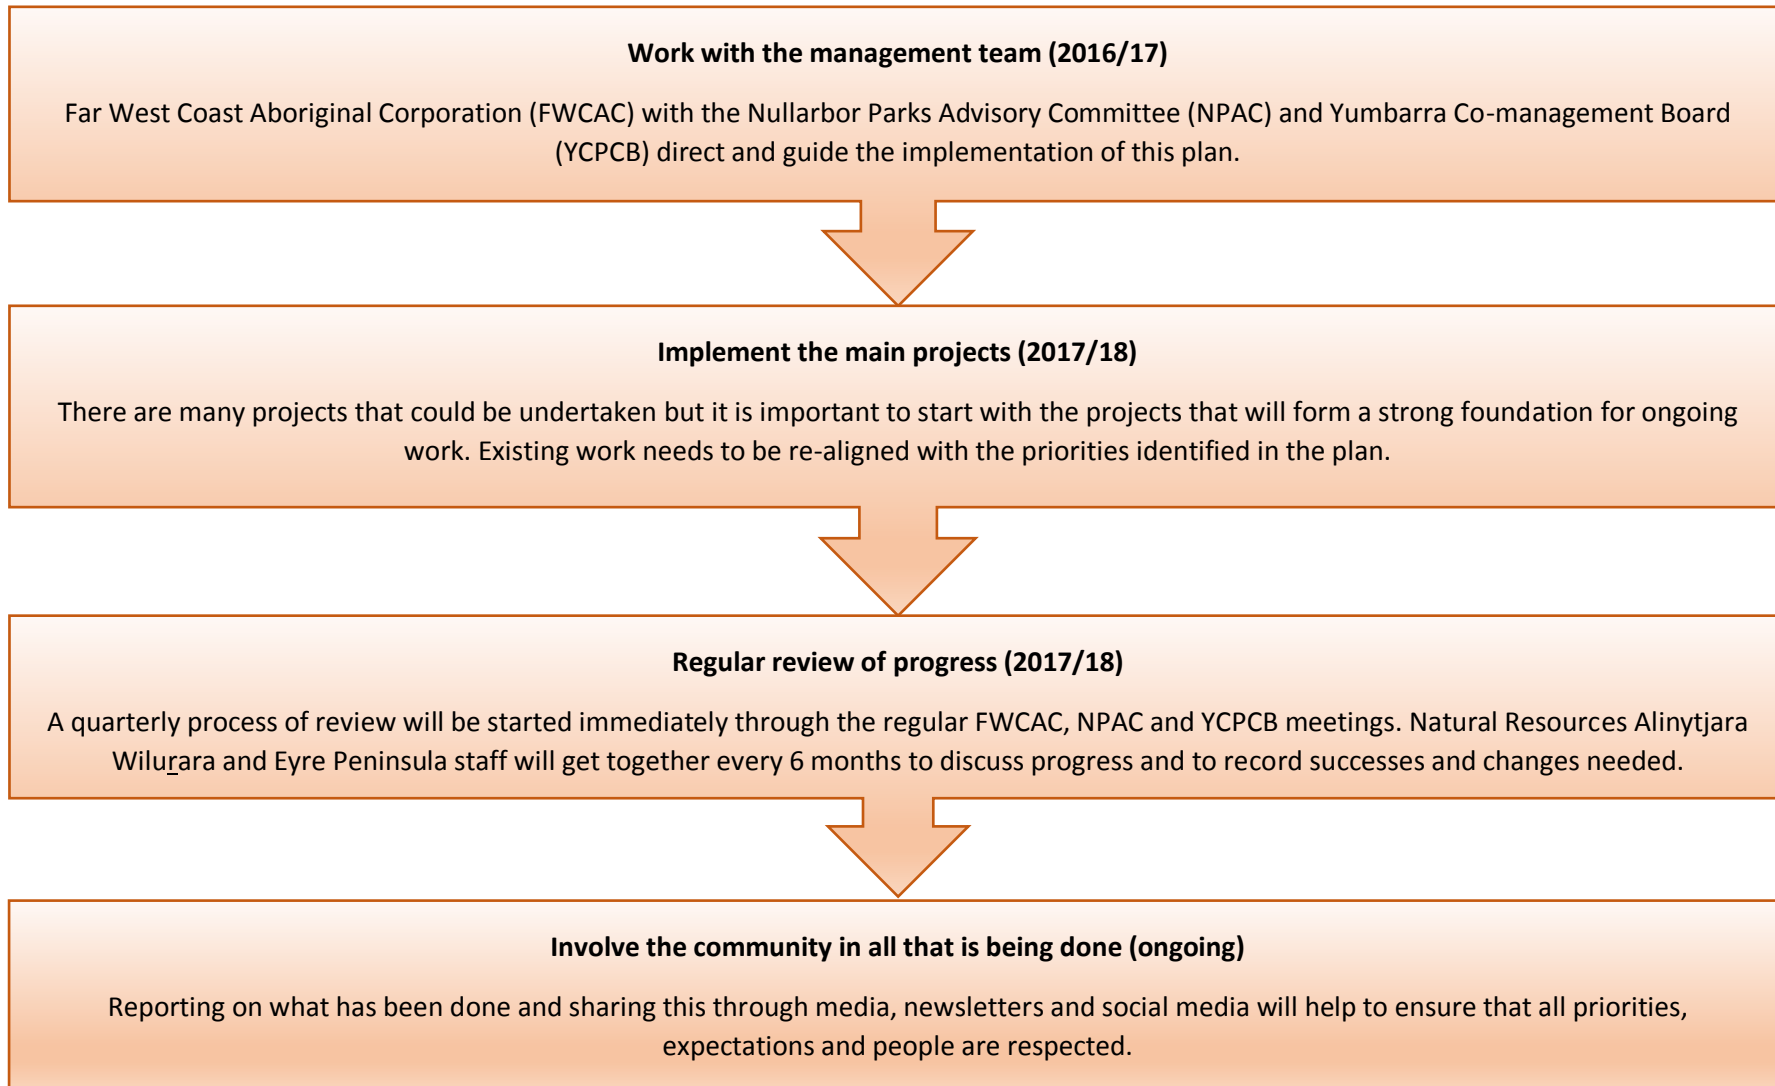 Work with the management team (2016/17)
Far West Coast Aboriginal Corporation (FWCAC) with the Nullarbor Parks Advisory Committee (NPAC) and Yumbarra Co-management Board
(YCPCB) direct and guide the implementation of this plan.
Implement the main projects (2017/18)
There are many projects that could be undertaken but it is important to start with the projects that will form a strong foundation for ongoing
work. Existing work needs to be re-aligned with the priorities identified in the plan.
Regular review of progress (2017/18)
A quarterly process of review will be started immediately through the regular FWCAC, NPAC and YCPCB meetings. Natural Resources Alinytjara
Wiluṟara and Eyre Peninsula staff will get together every 6 months to discuss progress and to record successes and changes needed.
Involve the community in all that is being done (ongoing)
Reporting on what has been done and sharing this through media, newsletters and social media will help to ensure that all priorities,
expectations and people are respected.